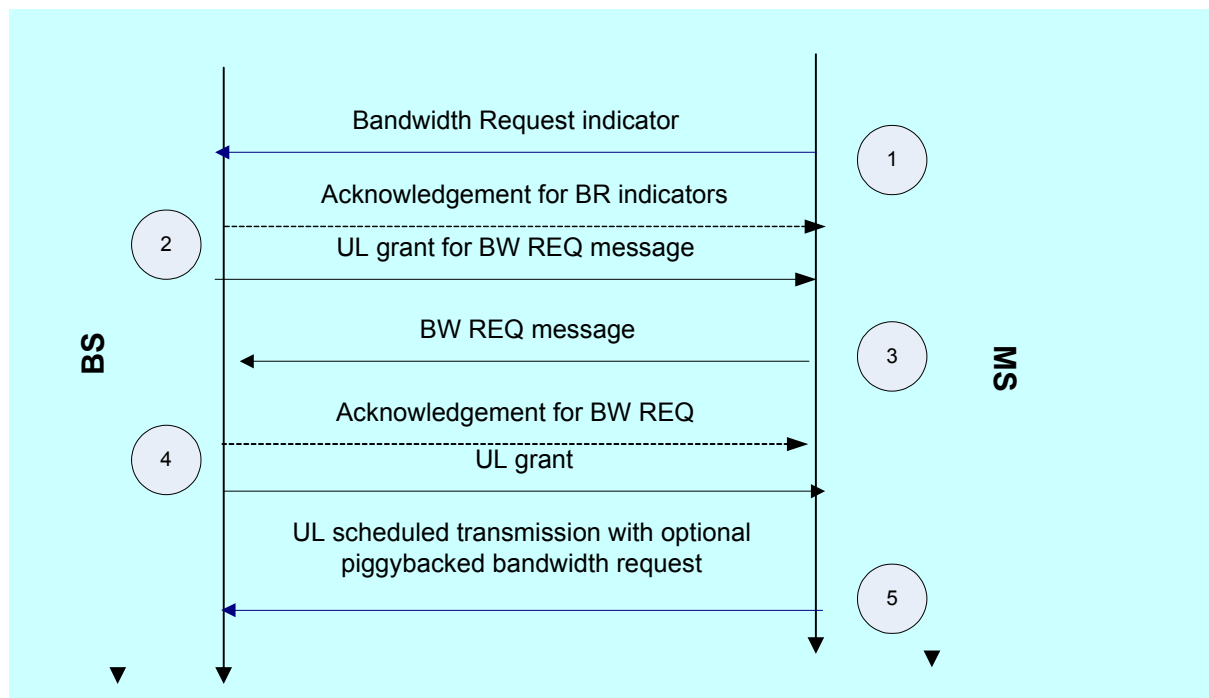 Bandwidth Request indicator
1
Acknowledgement for BR indicators
2
UL grant for BW REQ message
BS
BW REQ message
3
MS
Acknowledgement for BW REQ
4
UL grant
UL scheduled transmission with optional
piggybacked bandwidth request
5